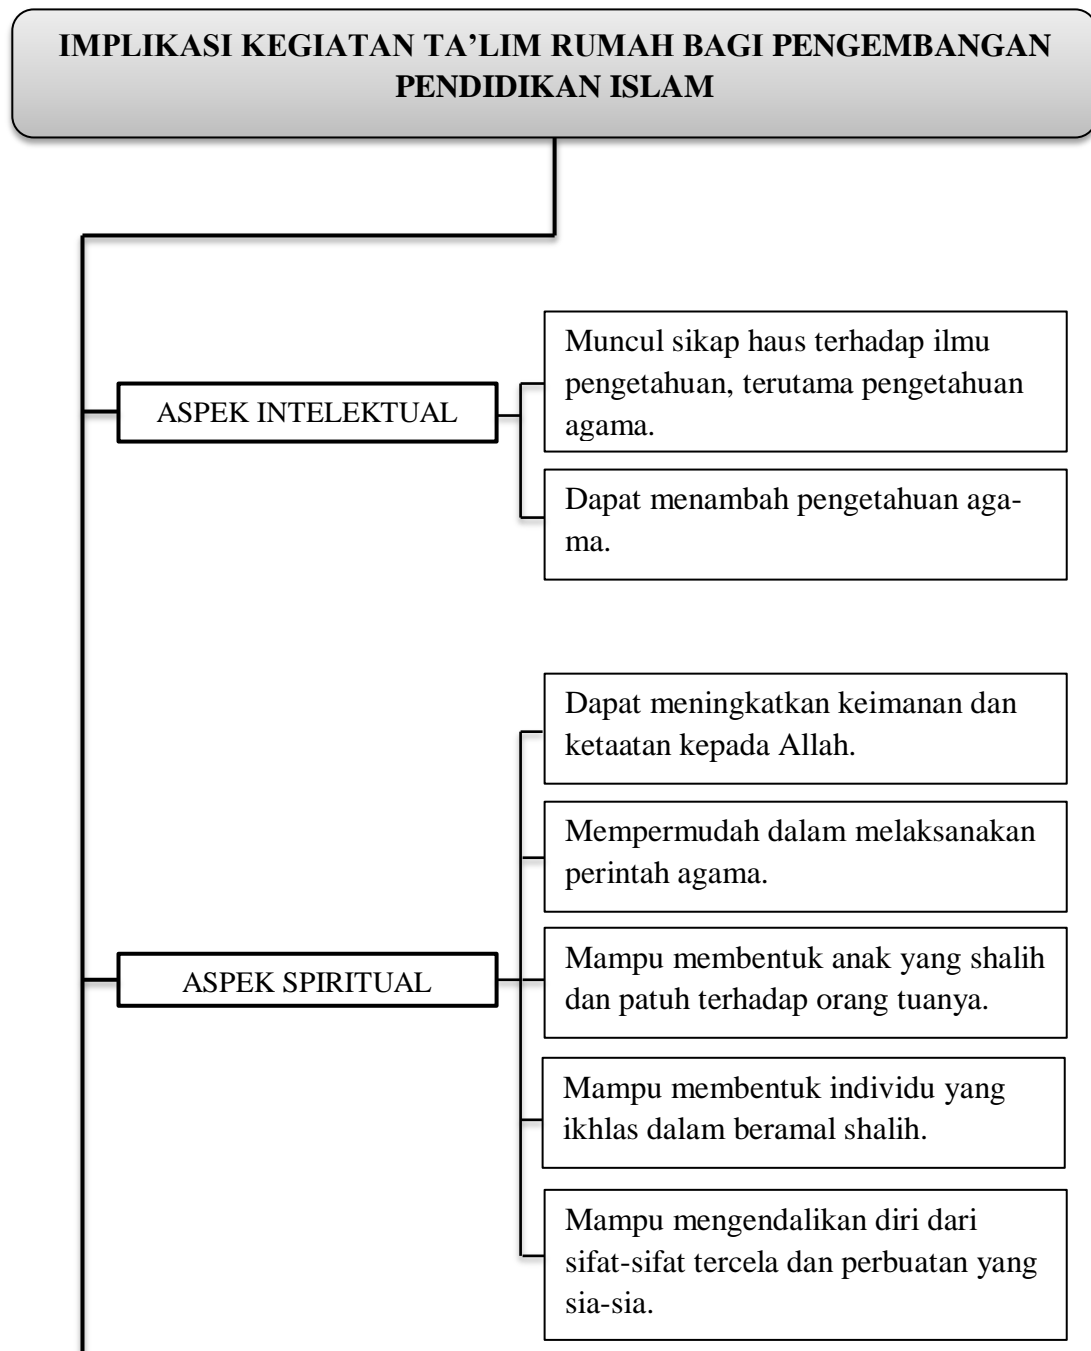 IMPLIKASI KEGIATAN TA’LIM RUMAH BAGI PENGEMBANGAN
PENDIDIKAN ISLAM
ASPEK INTELEKTUAL
Muncul sikap haus terhadap ilmu
pengetahuan, terutama pengetahuan
agama.
Dapat menambah pengetahuan aga-
ma.
ASPEK SPIRITUAL
Dapat meningkatkan keimanan dan
ketaatan kepada Allah.
Mempermudah dalam melaksanakan
perintah agama.
Mampu membentuk anak yang shalih
dan patuh terhadap orang tuanya.
Mampu membentuk individu yang
ikhlas dalam beramal shalih.
Mampu mengendalikan diri dari
sifat-sifat tercela dan perbuatan yang
sia-sia.